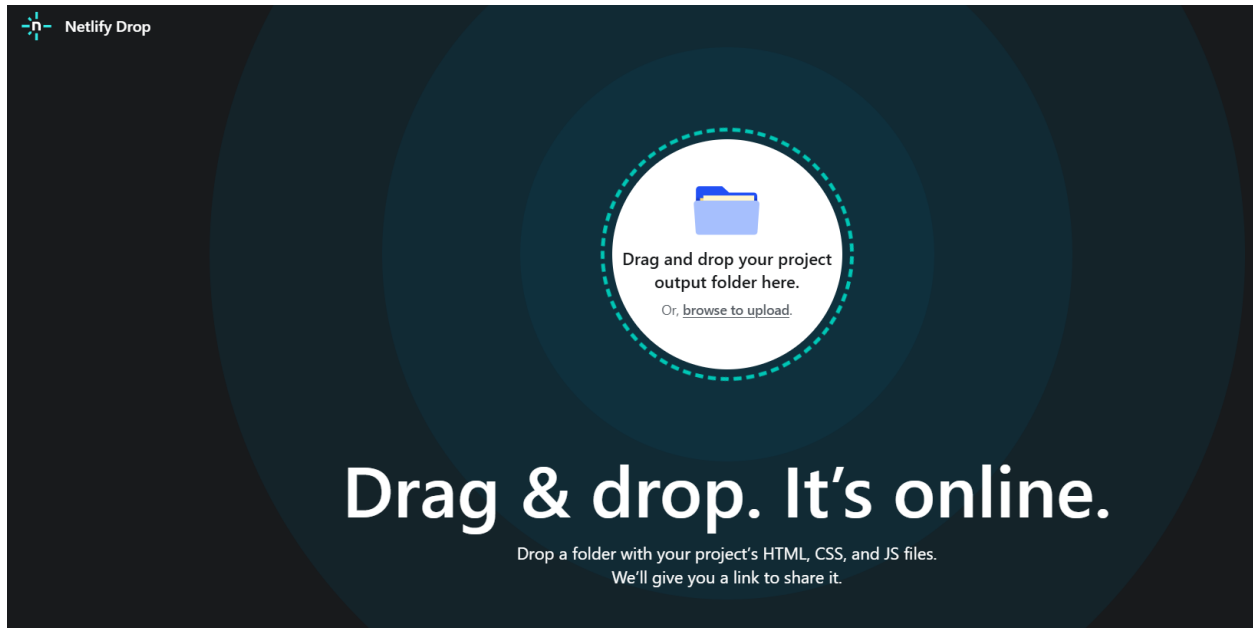 Netlify Drop
Drag and drop your project
output folder here.
Or, browse to upload.
Drag & drop. It’s online.
Drop a folder with your project’s HTML, CSS, and JS files.
We’ll give you a link to share it.